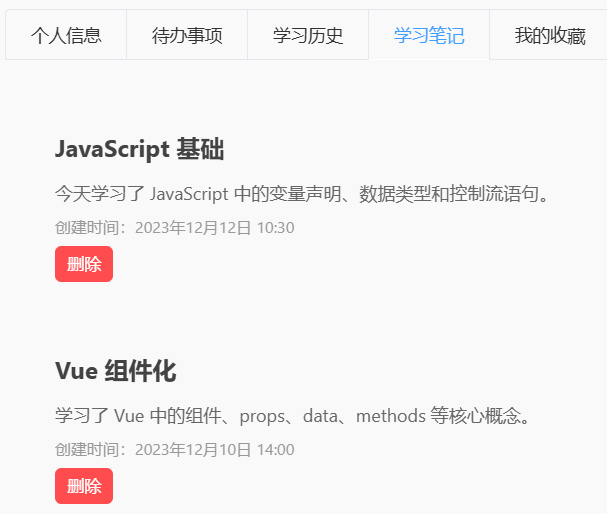 个人信息 待办事项 学习历史 学习笔记 我的收藏
JavaScript 基础
今天学习了 JavaScript 中的变量声明、数据类型和控制流语句。
创建时间：2023年12月12日 10:30
删除
Vue 组件化
学习了 Vue 中的组件、props、data、methods 等核心概念。
创建时间：2023年12月10日 14:00
删除